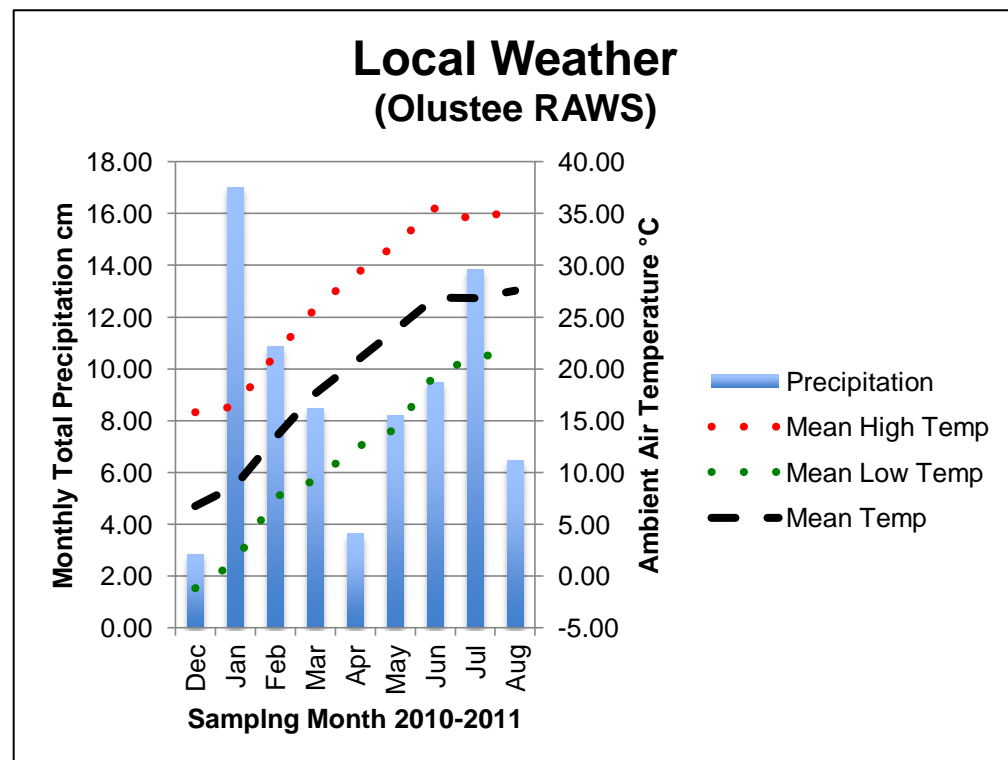 Local Weather
(Olustee RAWS)
Monthly Total Precipitation cm
18.00
16.00
14.00
12.00
10.00
8.00
6.00
4.00
2.00
0.00
40.00
35.00
30.00
25.00
20.00
15.00
10.00
5.00
0.00
-5.00
Ambient Air Temperature °C
Dec
Jan
Feb
Mar
Apr
May
Jun
Jul
Aug
Samplng Month 2010-2011
Precipitation
Mean High Temp
Mean Low Temp
Mean Temp